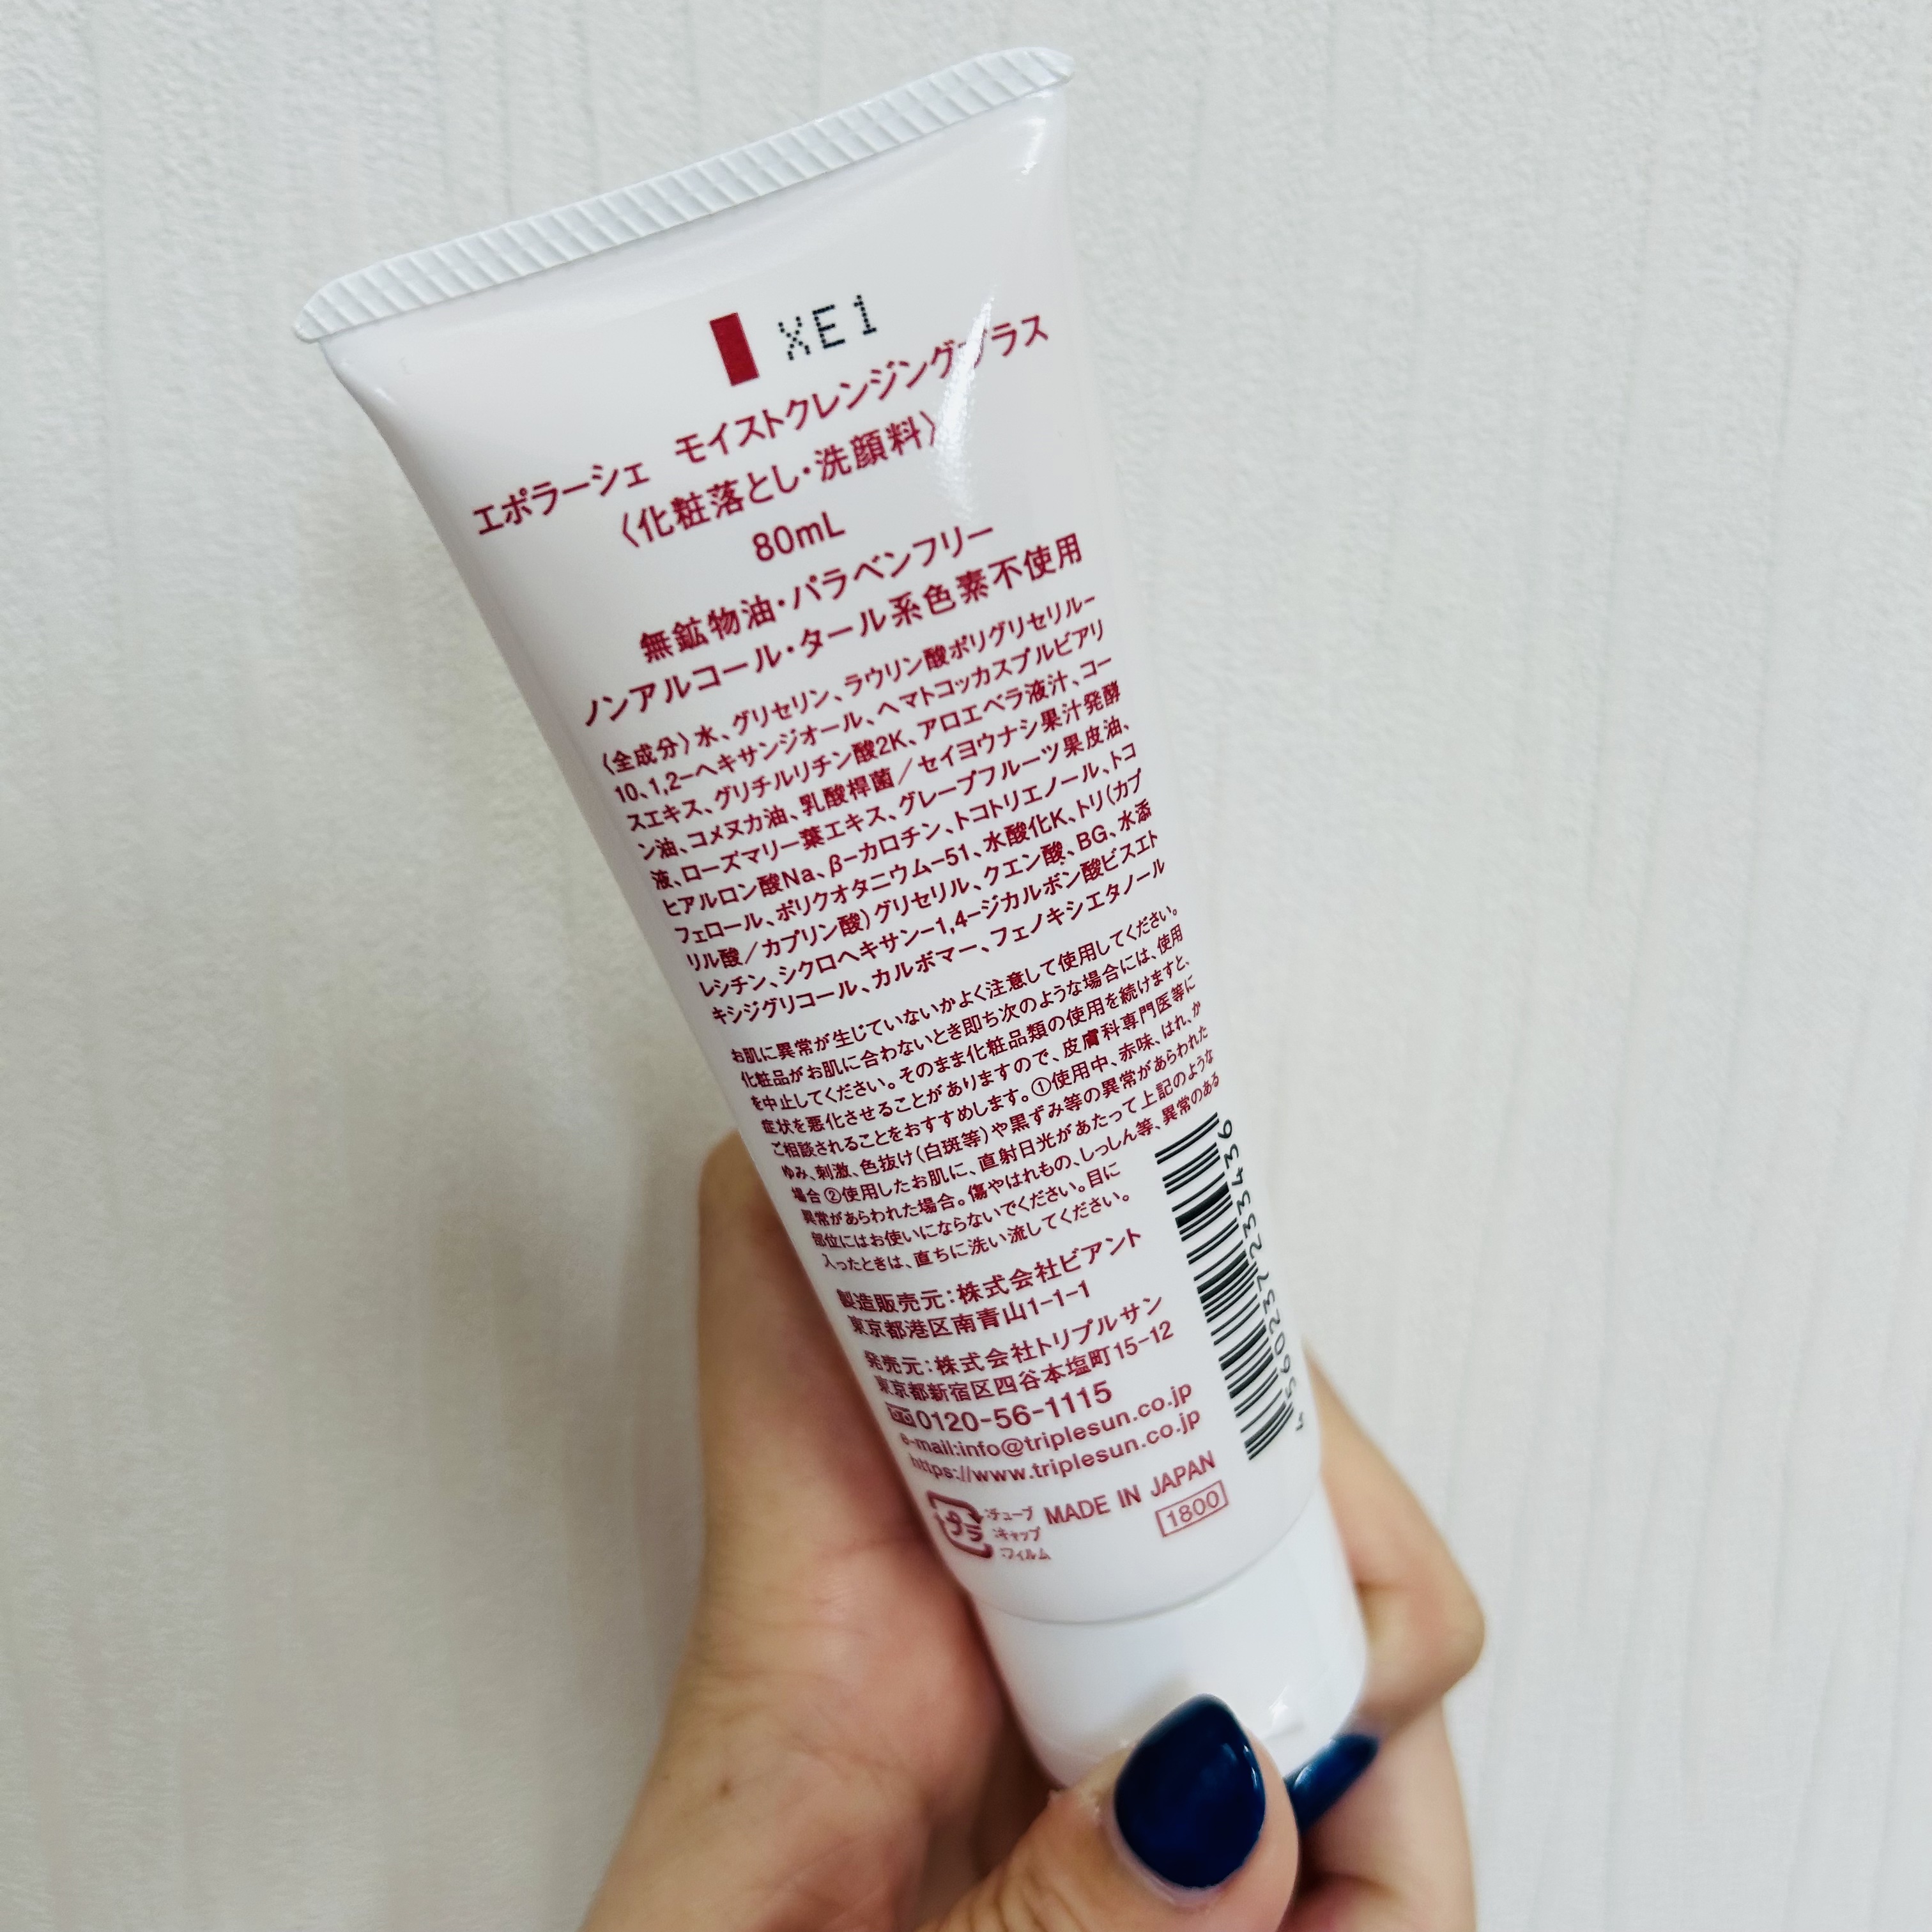 XE1
エポラーシェ モイストクレンジングプラス
〈化粧落とし・洗顔料〉
80mL
無鉱物油・パラベンフリー
ノンアルコール・タール系色素不使用
〈全成分〉水、グリセリン、ラウリン酸ポリグリセリル-
10、1,2-ヘキサンジオール、ヘマトコッカスプルビアリ
スエキス、グリチルリチン酸2K、アロエベラ液汁、コー
ン油、コメヌカ油、乳酸桿菌/セイヨウナシ果汁発酵
液、ローズマリー葉エキス、グレープフルーツ果皮油、
ヒアルロン酸Na、β-カロチン、トコトリエノール、トコ
フェロール、ポリクオタニウム-51、水酸化K、トリ(カプ
リル酸/カプリン酸)グリセリル、クエン酸、BG、水添
レシチン、シクロヘキサン-1,4-ジカルボン酸ビスエト
キシジグリコール、カルボマー、フェノキシエタノール
お肌に異常が生じていないかよく注意して使用してください。
化粧品がお肌に合わないとき即ち次のような場合には、使用
を中止してください。そのまま化粧品類の使用を続けますと、
症状を悪化させることがありますので、皮膚科専門医等に
ご相談されることをおすすめします。①使用中、赤味、はれ、か
ゆみ、刺激、色抜け(白斑等)や黒ずみ等の異常があらわれた
場合 ②使用したお肌に、直射日光があたって上記のような
異常があらわれた場合。傷やはれもの、しっしん等、異常のある
部位にはお使いにならないでください。目に
入ったときは、直ちに洗い流してください。
製造販売元:株式会社ビアント
東京都港区南青山1-1-1
発売元:株式会社トリプルサン
東京都新宿区四谷本塩町15-12
0120-56-1115
e-mail:info@triplesun.co.jp
https://www.triplesun.co.jp
プラ
:チューブ
:キャップ
:フィルム
MADE IN JAPAN
1800
4 560237 233436